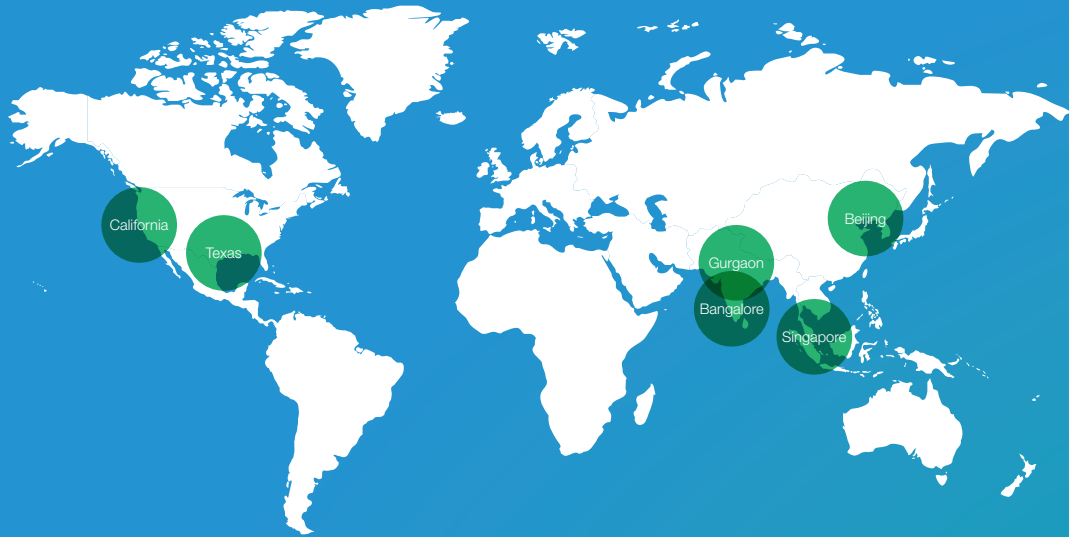 California
Texas
Beijing
Gurgaon
Bangalore
Singapore